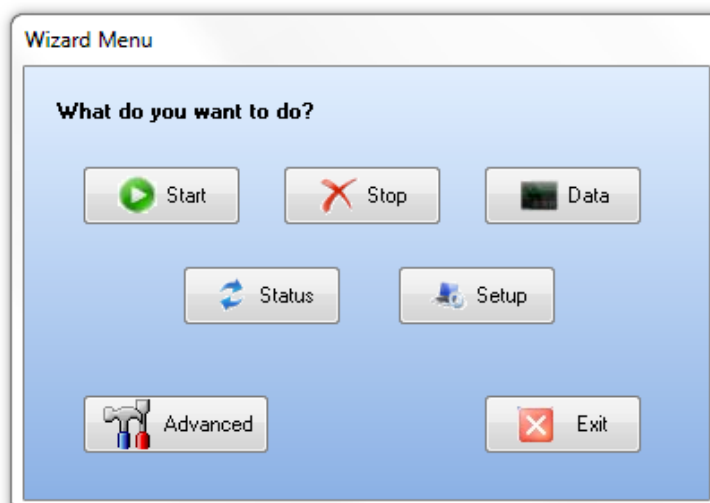 Wizard Menu
What do you want to do?
Start Stop Data
Status Setup
Advanced Exit